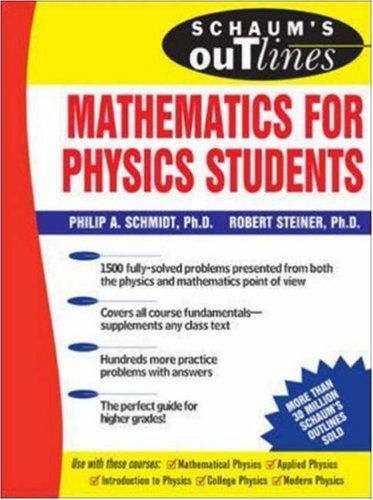 SCHAUM'S
ouTlines
MATHEMATICS FOR
PHYSICS STUDENTS
PHILIP A. SCHMIDT, Ph.D. ROBERT STEINER, Ph.D.
1500 fully-solved problems presented from both
the physics and mathematics point of view
Covers all course fundamentals—
supplements any class text
Hundreds more practice
problems with answers
The perfect guide for
higher grades!
MORE THAN
30 MILLION
SCHAUM'S
OUTLINES
SOLD
Use with these courses: ☑ Mathematical Physics ☑ Applied Physics
☑ Introduction to Physics ☑ College Physics ☑ Modern Physics